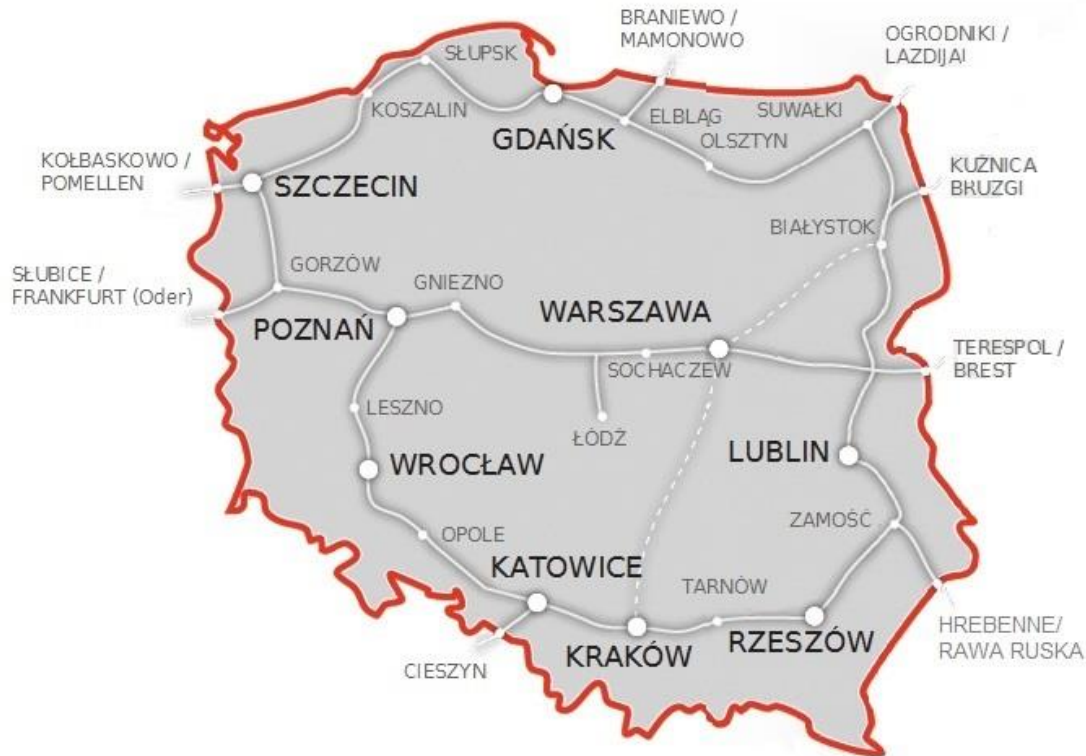 BRANIEWO /
MAMONOWO
OGRODNIKI /
LAZDIJAI
SŁUPSK
KOSZALIN
GDAŃSK
ELBLĄG
OLSZTYN
SUWAŁKI
KOŁBASKOWO /
POMELLEN
SZCZECIN
KUŹNICA
BRUZGI
BIAŁYSTOK
SŁUBICE /
FRANKFURT (Oder)
GORZÓW
GNIEZNO
POZNAŃ
WARSZAWA
SOCHACZEW
TERESPOL /
BREST
LESZNO
ŁÓDŹ
WROCŁAW
LUBLIN
OPOLE
ZAMOŚĆ
KATOWICE
TARNÓW
CIESZYN
KRAKÓW
RZESZÓW
HREBENNE/
RAWA RUSKA